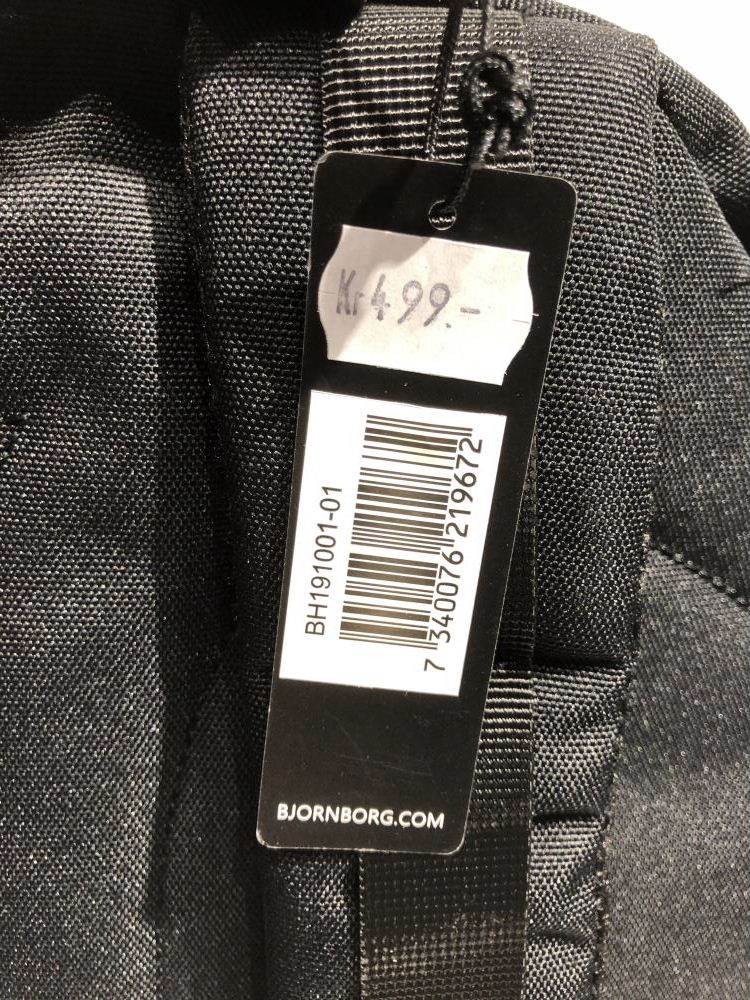 Kr499.-
BH191001-01
7 340076 219672
BJORNBORG.COM